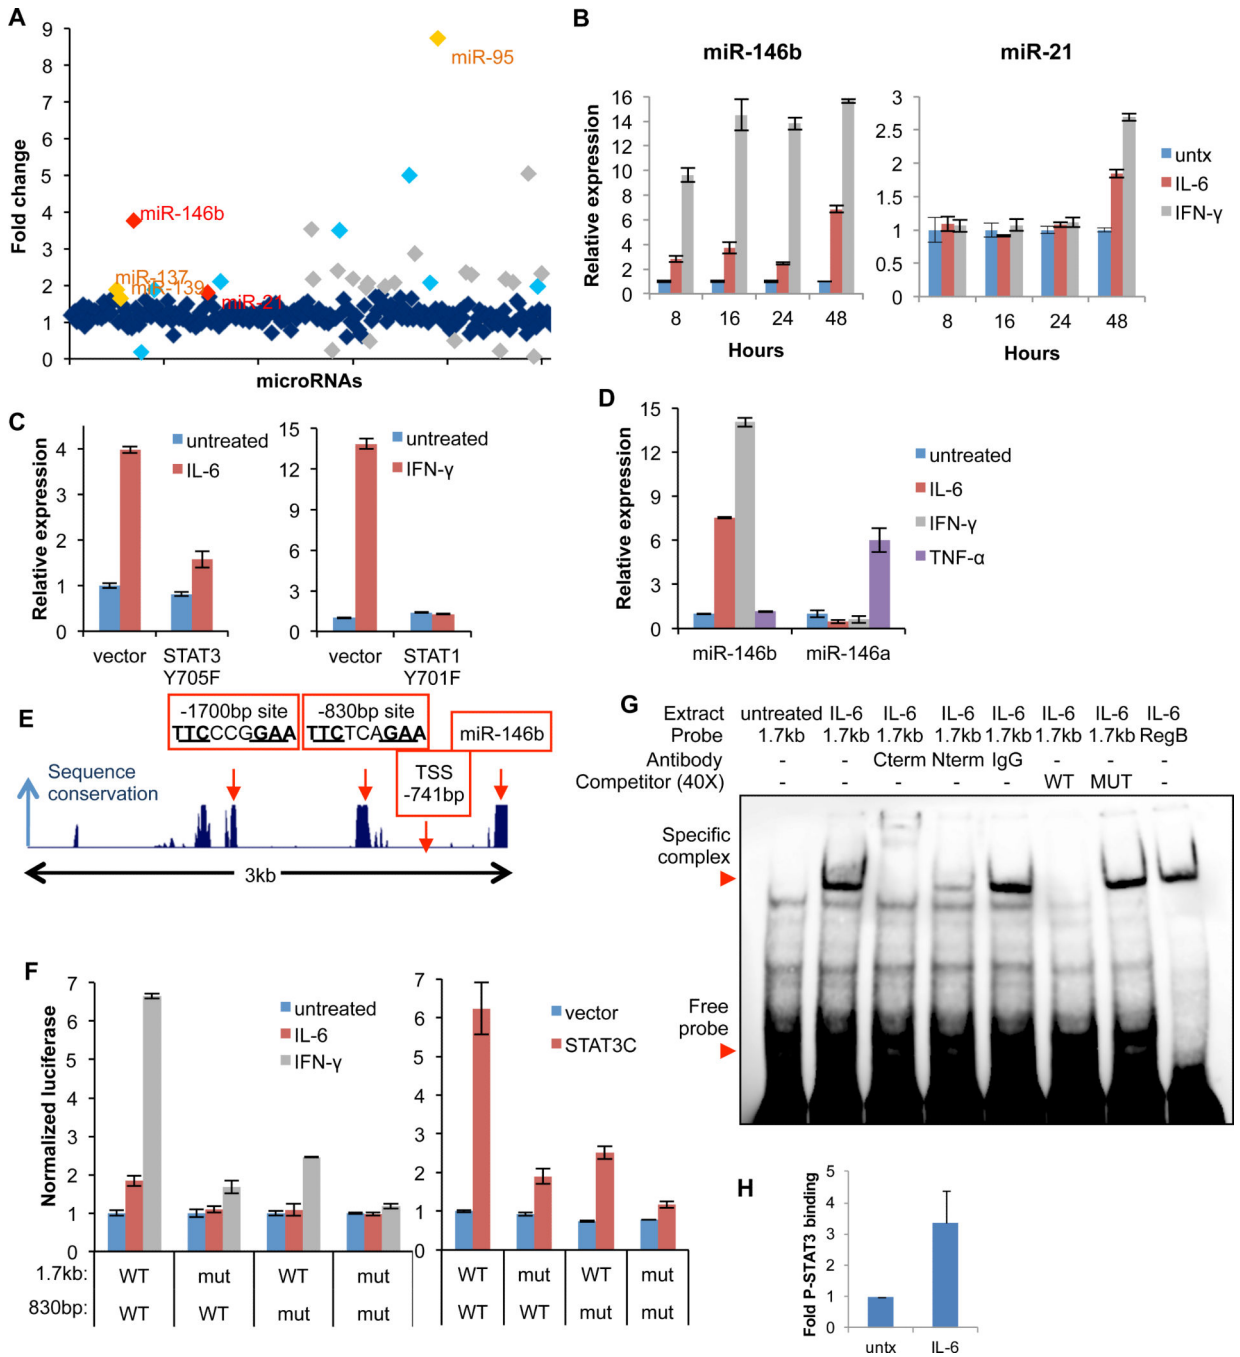 A
9
8
7
6
5
4
3
2
1
0
Fold change
miR-95
miR-146b
miR-137
miR-139
miR-21
microRNAs
B
miR-146b
miR-21
Relative expression
16
14
12
10
8
6
4
2
0
8 16 24 48
Hours
3
2.5
2
1.5
1
0.5
0
8 16 24 48
Hours
untx
IL-6
IFN-γ
C
Relative expression
4
3
2
1
0
untreated
IL-6
vector STAT3
Y705F
15
12
9
6
3
0
untreated
IFN-γ
vector STAT1
Y701F
D
Relative expression
15
12
9
6
3
0
miR-146b miR-146a
untreated
IL-6
IFN-γ
TNF-α
E
-1700bp site
TTCCCGGAA
-830bp site
TTCTCAGAA
miR-146b
TSS
-741bp
Sequence
conservation
3kb
F
Normalized luciferase
7
6
5
4
3
2
1
0
untreated
IL-6
IFN-γ
7
6
5
4
3
2
1
0
vector
STAT3C
1.7kb: WT mut WT mut WT mut WT mut
830bp: WT WT mut mut WT WT mut mut
G
Extract untreated IL-6 IL-6 IL-6 IL-6 IL-6 IL-6 IL-6
Probe 1.7kb 1.7kb 1.7kb 1.7kb 1.7kb 1.7kb 1.7kb RegB
Antibody - - Cterm Nterm IgG - - -
Competitor (40X) - - - - - WT MUT -
Specific
complex
Free
probe
H
Fold P-STAT3 binding
5
4
3
2
1
0
untx IL-6